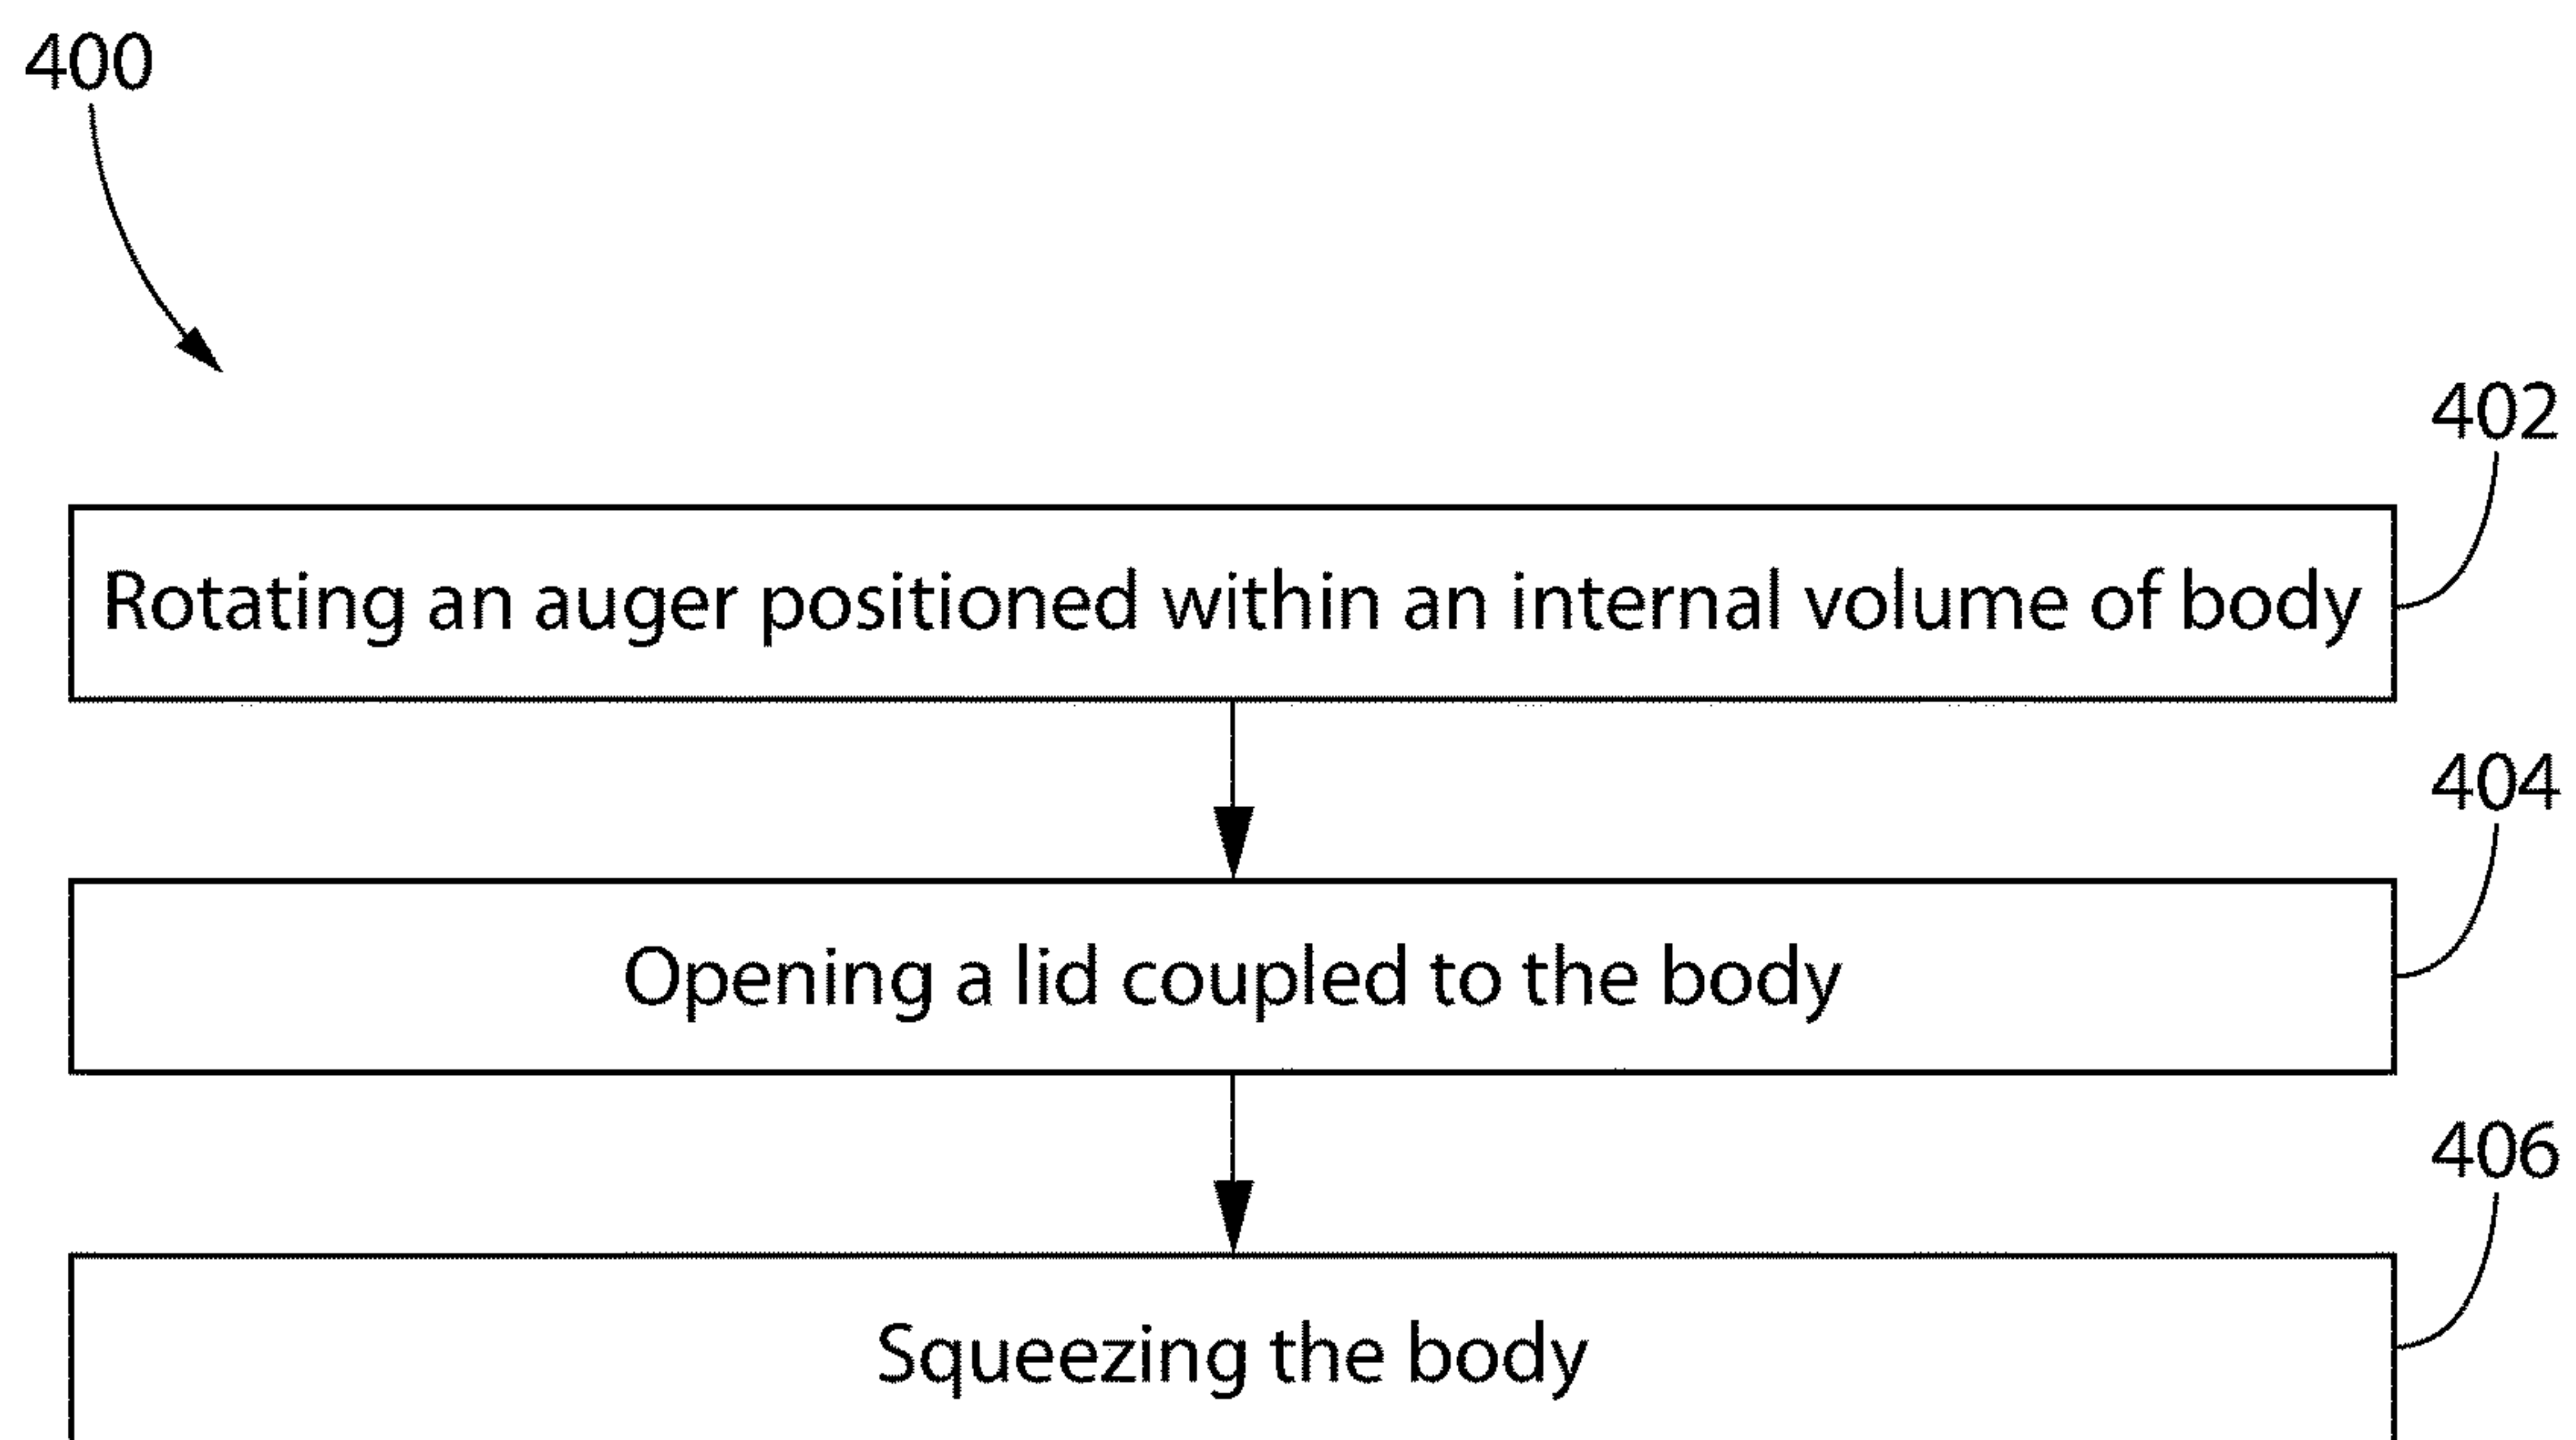 400
402
Rotating an auger positioned within an internal volume of body
404
Opening a lid coupled to the body
406
Squeezing the body